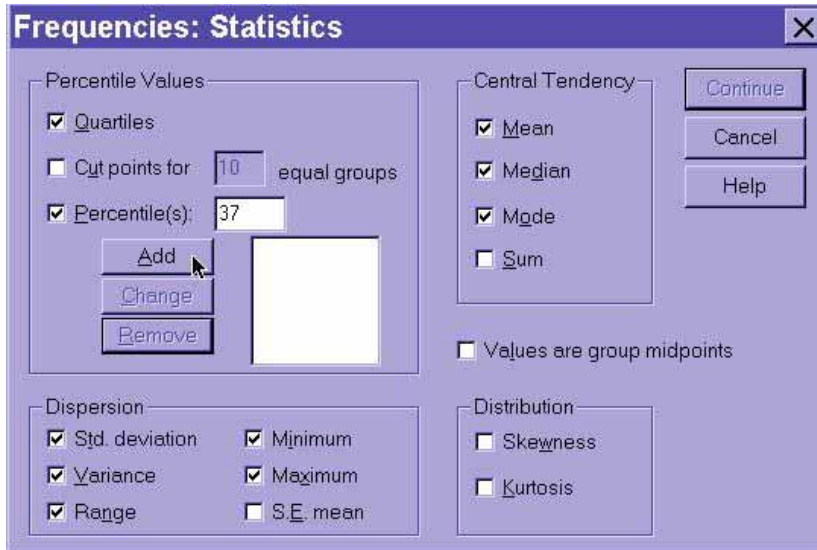 Frequencies: Statistics
Percentile Values
Quartiles
Cut points for 10 equal groups
Percentile(s): 37
Add
Change
Remove
Central Tendency
Mean
Median
Mode
Sum
Continue
Cancel
Help
Values are group midpoints
Dispersion
Std. deviation
Variance
Range
Minimum
Maximum
S.E. mean
Distribution
Skewness
Kurtosis